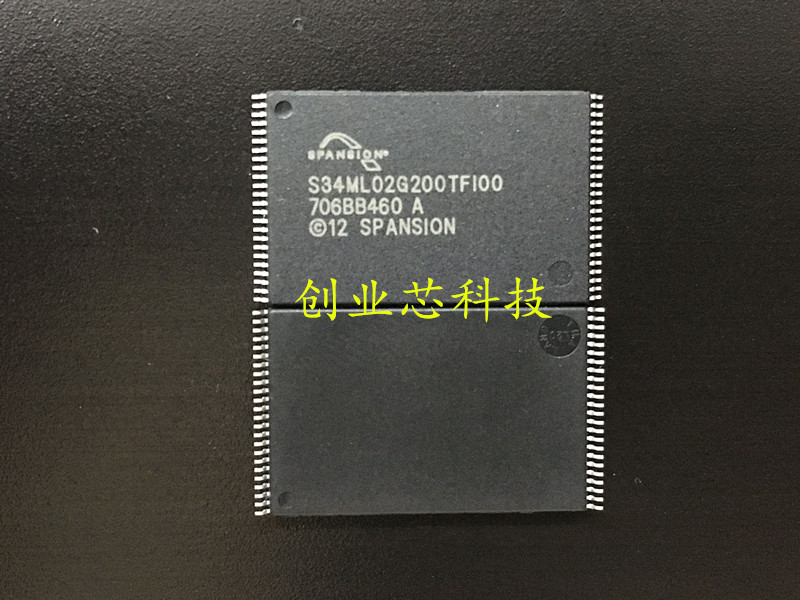 SPANSION®
S34ML02G200TFI00
706BB460 A
©12 SPANSION
创业芯科技